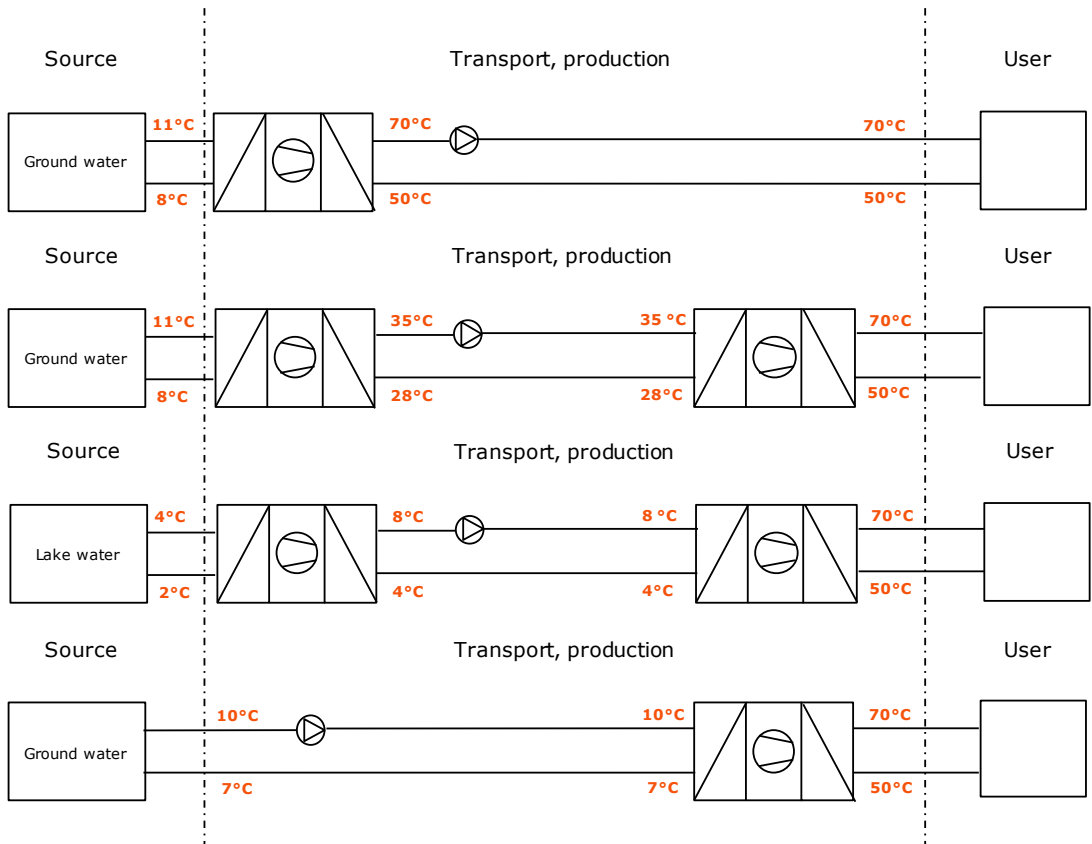 Source Transport, production User
11°C 70°C 70°C
Ground water
8°C 50°C 50°C
Source Transport, production User
11°C 35°C 35 °C 70°C
Ground water
8°C 28°C 28°C 50°C
Source Transport, production User
4°C 8°C 8 °C 70°C
Lake water
2°C 4°C 4°C 50°C
Source Transport, production User
10°C 10°C 70°C
Ground water
7°C 7°C 50°C